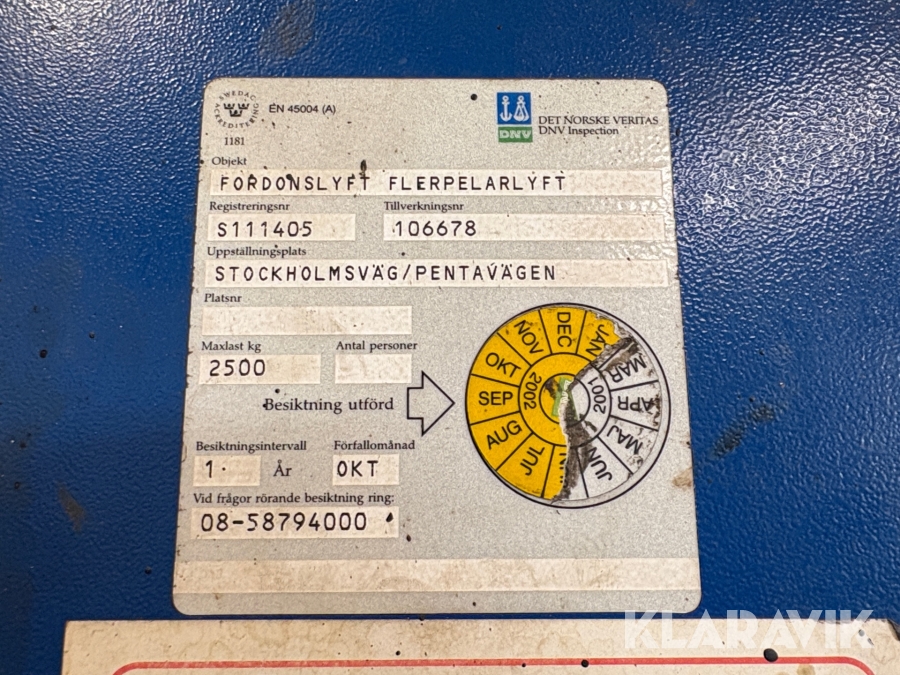 SWEDAC
ACKREDITERING
EN 45004 (A)
1181
DNV
DET NORSKE VERITAS
DNV Inspection
Objekt
FORDONSLYFT FLERPELARLYFT
Registreringsnr
Tillverkningsnr
S111405
106678
Uppställningsplats
STOCKHOLMSVÄG/PENTAVÄGEN
Platsnr
Maxlast kg
Antal personer
2500
Besiktning utförd
JAN
MAR
APR
MAJ
JUN
JUL
AUG
SEP
OKT
NOV
DEC
2002
2001
Besiktningsintervall
Förfallomånad
1.
År
OKT
Vid frågor rörande besiktning ring:
08-58794000
KLARAVIK